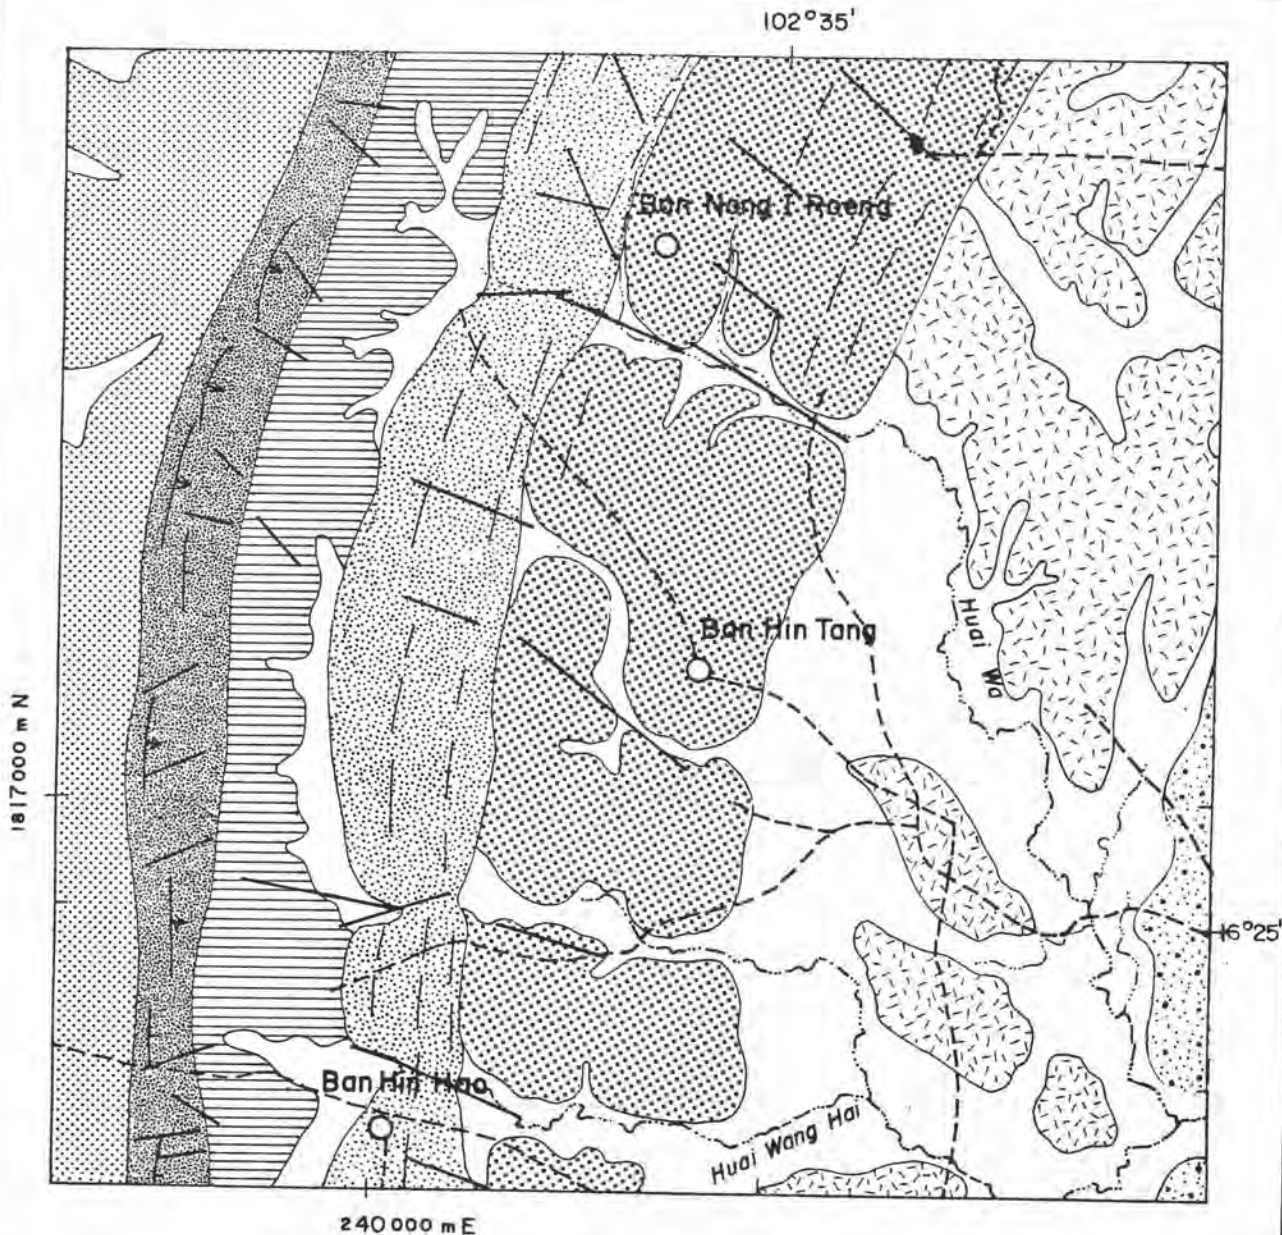 102°35'
Ban Nong I Raeng
Ban Hin Tang
Huai Wa
1817000 m N
16°25'
Ban Hin Hao
Huai Wang Hai
240000 m E